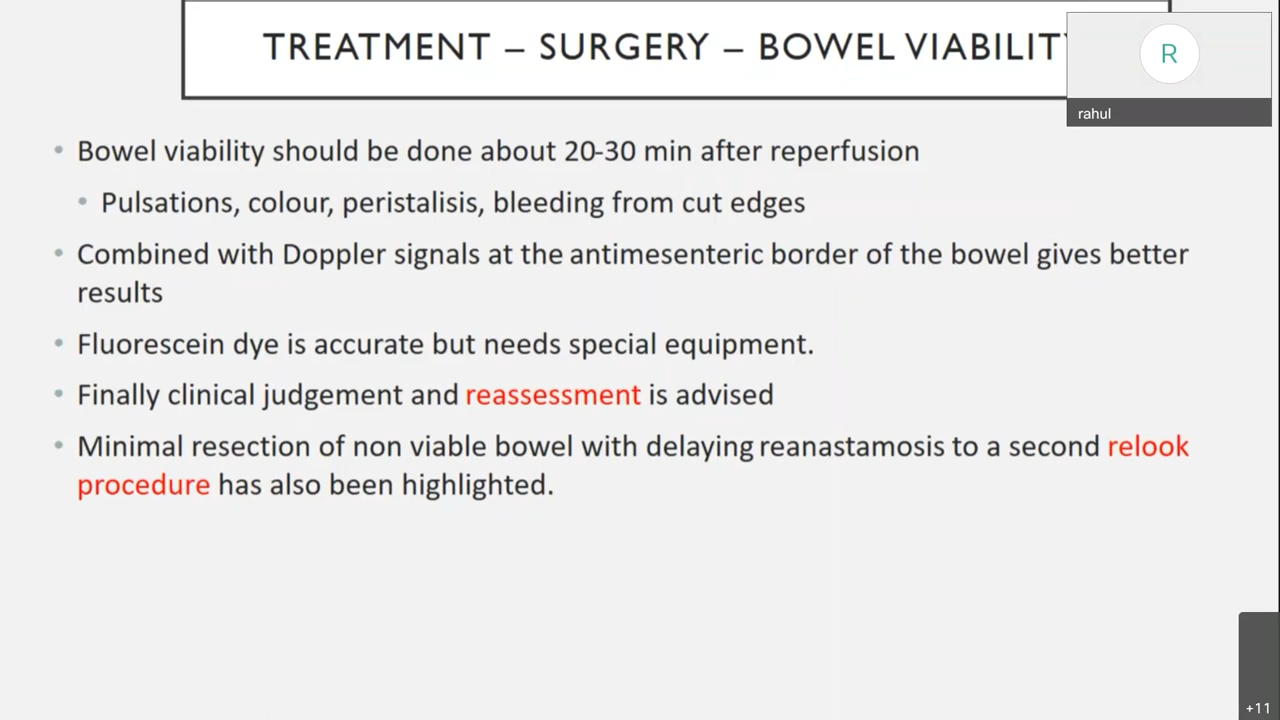 TREATMENT – SURGERY – BOWEL VIABILITY
R
rahul
Bowel viability should be done about 20-30 min after reperfusion
Pulsations, colour, peristalisis, bleeding from cut edges
Combined with Doppler signals at the antimesenteric border of the bowel gives better
results
Fluorescein dye is accurate but needs special equipment.
Finally clinical judgement and reassessment is advised
Minimal resection of non viable bowel with delaying reanastamosis to a second relook
procedure has also been highlighted.
+11